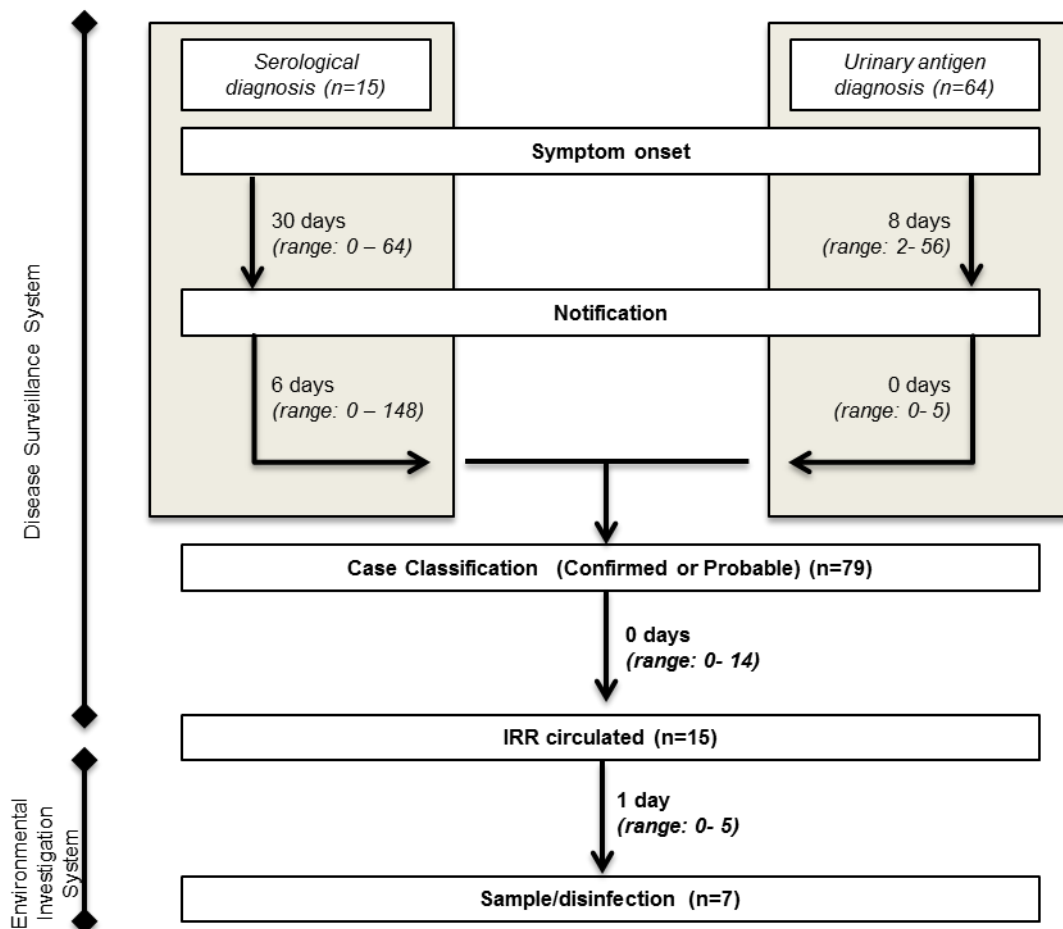 Serological
diagnosis (n=15)
Urinary antigen
diagnosis (n=64)
Symptom onset
30 days
(range: 0 – 64)
8 days
(range: 2- 56)
Notification
6 days
(range: 0 – 148)
0 days
(range: 0- 5)
Case Classification (Confirmed or Probable) (n=79)
0 days
(range: 0- 14)
IRR circulated (n=15)
1 day
(range: 0- 5)
Sample/disinfection (n=7)
Disease Surveillance System
Environmental
Investigation
System